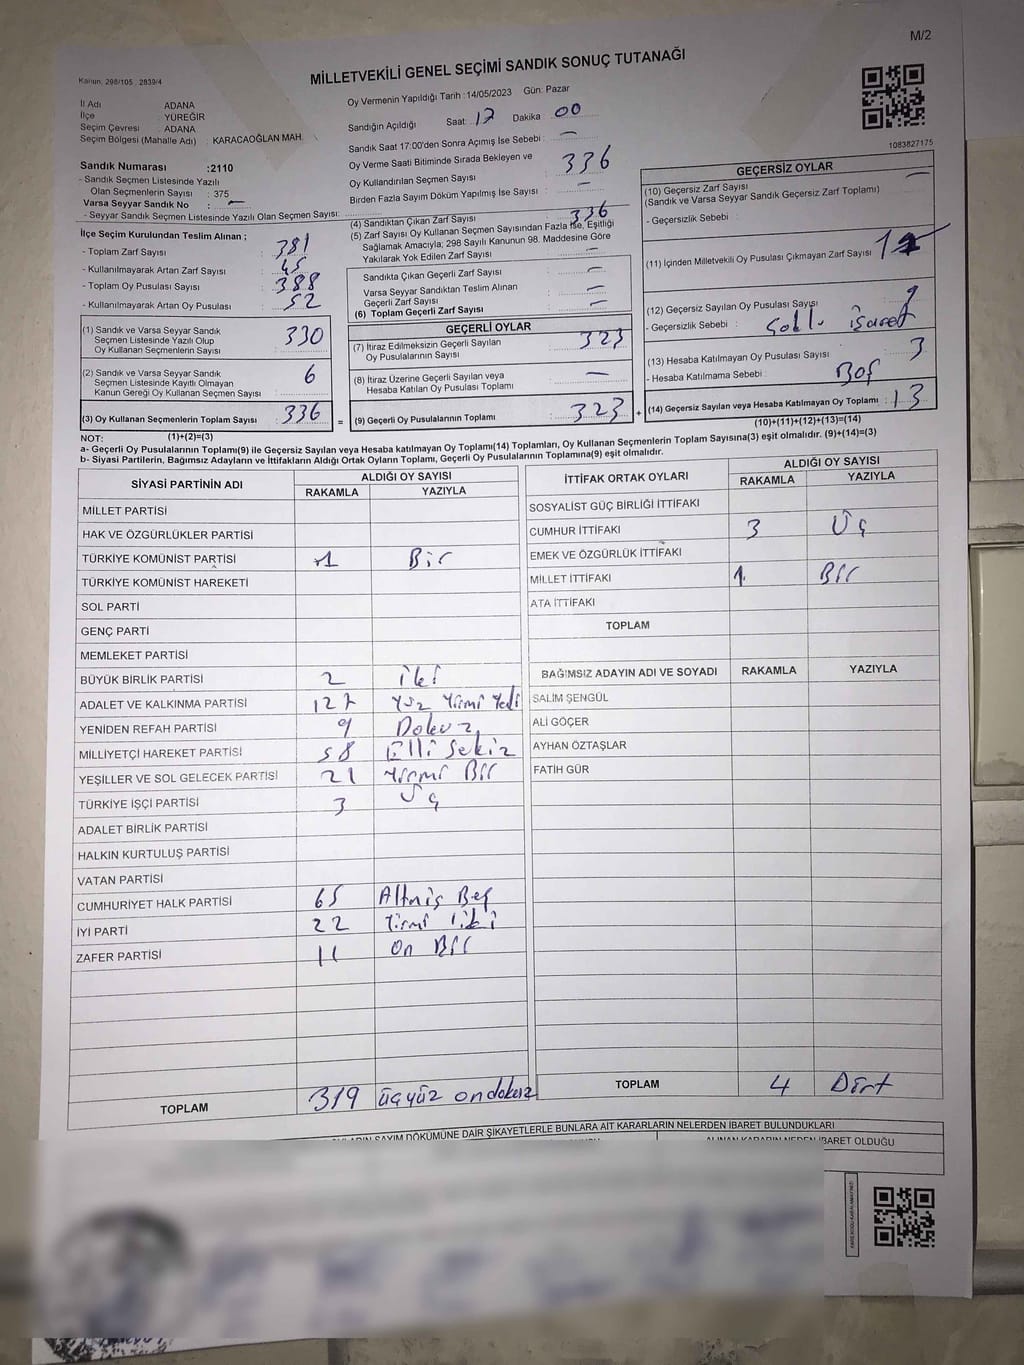 M/2
Kanun: 298/105 , 2839/4
MİLLETVEKİLİ GENEL SEÇİMİ SANDIK SONUÇ TUTANAĞI
İl Adı : ADANA
İlçe : YÜREĞİR
Seçim Çevresi : ADANA
Seçim Bölgesi (Mahalle Adı) : KARACAOĞLAN MAH.
Sandık Numarası :2110
- Sandık Seçmen Listesinde Yazılı
Olan Seçmenlerin Sayısı : 375
Varsa Seyyar Sandık No : –
- Seyyar Sandık Seçmen Listesinde Yazılı Olan Seçmen Sayısı:
İlçe Seçim Kurulundan Teslim Alınan ;
- Toplam Zarf Sayısı : 381
- Kullanılmayarak Artan Zarf Sayısı : 45
- Toplam Oy Pusulası Sayısı : 388
- Kullanılmayarak Artan Oy Pusulası : 52
(1) Sandık ve Varsa Seyyar Sandık
Seçmen Listesinde Yazılı Olup
Oy Kullanan Seçmenlerin Sayısı : 330
(2) Sandık ve Varsa Seyyar Sandık
Seçmen Listesinde Kayıtlı Olmayan
Kanun Gereği Oy Kullanan Seçmen Sayısı : 6
(3) Oy Kullanan Seçmenlerin Toplam Sayısı : 336
(1)+(2)=(3)
Oy Vermenin Yapıldığı Tarih :14/05/2023 Gün: Pazar
Sandığın Açıldığı Saat: 17 Dakika : 00
Sandık Saat 17:00'den Sonra Açılmış İse Sebebi : –
Oy Verme Saati Bitiminde Sırada Bekleyen ve
Oy Kullandırılan Seçmen Sayısı : 336
Birden Fazla Sayım Döküm Yapılmış İse Sayısı : –
(4) Sandıktan Çıkan Zarf Sayısı : 336
(5) Zarf Sayısı Oy Kullanan Seçmen Sayısından Fazla İse, Eşitliği
Sağlamak Amacıyla; 298 Sayılı Kanunun 98. Maddesine Göre
Yakılarak Yok Edilen Zarf Sayısı : –
Sandıkta Çıkan Geçerli Zarf Sayısı : –
Varsa Seyyar Sandıktan Teslim Alınan
Geçerli Zarf Sayısı : –
(6) Toplam Geçerli Zarf Sayısı : –
GEÇERLİ OYLAR
(7) İtiraz Edilmeksizin Geçerli Sayılan
Oy Pusulalarının Sayısı : 323
(8) İtiraz Üzerine Geçerli Sayılan veya
Hesaba Katılan Oy Pusulası Toplamı : –
= (9) Geçerli Oy Pusulalarının Toplamı : 323 +
1083827175
GEÇERSİZ OYLAR
(10) Geçersiz Zarf Sayısı : –
(Sandık ve Varsa Seyyar Sandık Geçersiz Zarf Toplamı)
- Geçersizlik Sebebi :
(11) İçinden Milletvekili Oy Pusulası Çıkmayan Zarf Sayısı : 1
(12) Geçersiz Sayılan Oy Pusulası Sayısı : 9
- Geçersizlik Sebebi : işaret
(13) Hesaba Katılmayan Oy Pusulası Sayısı : 3
- Hesaba Katılmama Sebebi : Boş
(14) Geçersiz Sayılan veya Hesaba Katılmayan Oy Toplamı : 13
(10)+(11)+(12)+(13)=(14)
NOT:
a- Geçerli Oy Pusulalarının Toplamı(9) ile Geçersiz Sayılan veya Hesaba katılmayan Oy Toplamı(14) Toplamları, Oy Kullanan Seçmenlerin Toplam Sayısına(3) eşit olmalıdır. (9)+(14)=(3)
b- Siyasi Partilerin, Bağımsız Adayların ve İttifakların Aldığı Ortak Oyların Toplamı, Geçerli Oy Pusulalarının Toplamına(9) eşit olmalıdır.
SİYASİ PARTİNİN ADI ALDIĞI OY SAYISI
RAKAMLA YAZIYLA
MİLLET PARTİSİ
HAK VE ÖZGÜRLÜKLER PARTİSİ
TÜRKİYE KOMÜNİST PARTİSİ 1 Bir
TÜRKİYE KOMÜNİST HAREKETİ
SOL PARTİ
GENÇ PARTİ
MEMLEKET PARTİSİ
BÜYÜK BİRLİK PARTİSİ 2 iki
ADALET VE KALKINMA PARTİSİ 127 Yüz Yirmi Yedi
YENİDEN REFAH PARTİSİ 9 Dokuz
MİLLİYETÇİ HAREKET PARTİSİ 58 Elli Sekiz
YEŞİLLER VE SOL GELECEK PARTİSİ 21 Yirmi Bir
TÜRKİYE İŞÇİ PARTİSİ 3 Üç
ADALET BİRLİK PARTİSİ
HALKIN KURTULUŞ PARTİSİ
VATAN PARTİSİ
CUMHURİYET HALK PARTİSİ 65 Altmış Beş
İYİ PARTİ 22 Yirmi iki
ZAFER PARTİSİ 11 On Bir
TOPLAM 319 üçyüz ondokuz
İTTİFAK ORTAK OYLARI ALDIĞI OY SAYISI
RAKAMLA YAZIYLA
SOSYALİST GÜÇ BİRLİĞİ İTTİFAKI
CUMHUR İTTİFAKI 3 Üç
EMEK VE ÖZGÜRLÜK İTTİFAKI
MİLLET İTTİFAKI 1 Bir
ATA İTTİFAKI
TOPLAM
BAĞIMSIZ ADAYIN ADI VE SOYADI RAKAMLA YAZIYLA
SALİM ŞENGÜL
ALİ GÖÇER
AYHAN ÖZTAŞLAR
FATİH GÜR
TOPLAM 4 Dört
SAYIM DÖKÜMÜNE DAİR ŞİKAYETLERLE BUNLARA AİT KARARLARIN NELERDEN İBARET BULUNDUKLARI
ALINAN KARARIN NEDEN İBARET OLDUĞU